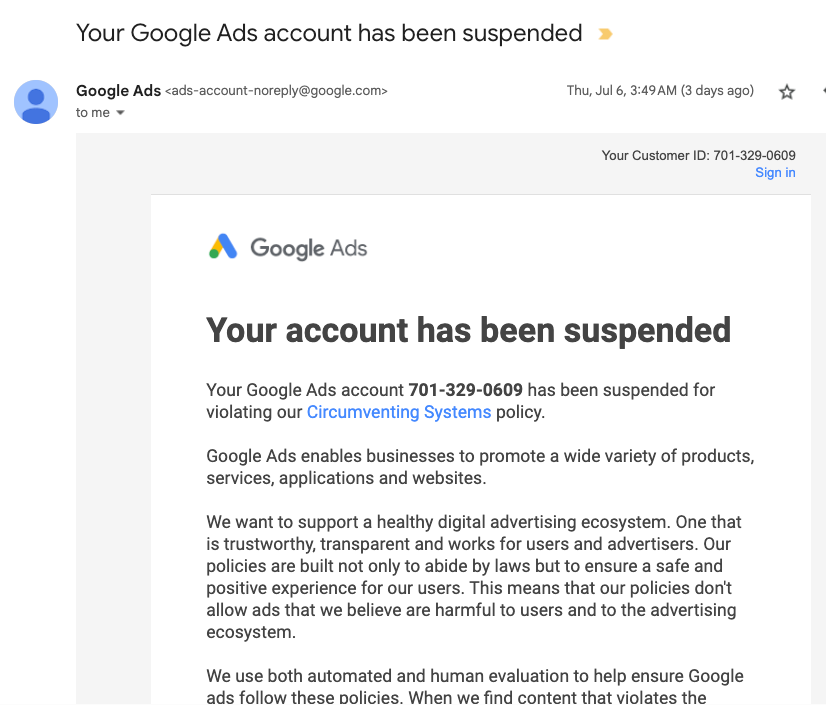 Your Google Ads account has been suspended
Google Ads <ads-account-noreply@google.com>
Thu, Jul 6, 3:49 AM (3 days ago)
to me
Your Customer ID: 701-329-0609
Sign in
Google Ads
Your account has been suspended
Your Google Ads account 701-329-0609 has been suspended for
violating our Circumventing Systems policy.
Google Ads enables businesses to promote a wide variety of products,
services, applications and websites.
We want to support a healthy digital advertising ecosystem. One that
is trustworthy, transparent and works for users and advertisers. Our
policies are built not only to abide by laws but to ensure a safe and
positive experience for our users. This means that our policies don't
allow ads that we believe are harmful to users and to the advertising
ecosystem.
We use both automated and human evaluation to help ensure Google
ads follow these policies. When we find content that violates the